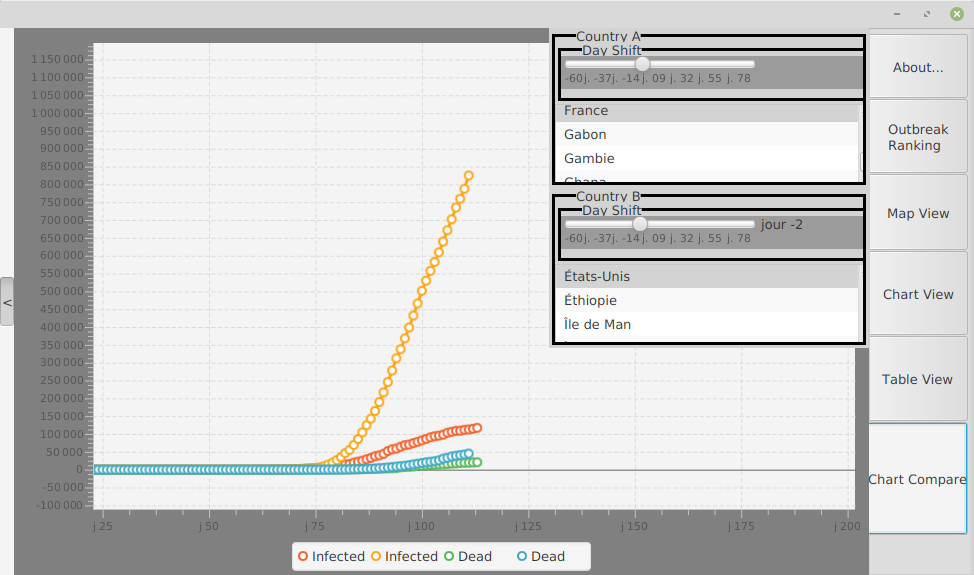 Country A
Day Shift
-60j. -37j. -14j. 09 j. 32 j. 55 j. 78
France
Gabon
Gambie
Ghana
Country B
Day Shift
jour -2
-60j. -37j. -14j. 09 j. 32 j. 55 j. 78
États-Unis
Éthiopie
Île de Man
About...
Outbreak
Ranking
Map View
Chart View
Table View
Chart Compare
<
1 150 000
1 100 000
1 050 000
1 000 000
950 000
900 000
850 000
800 000
750 000
700 000
650 000
600 000
550 000
500 000
450 000
400 000
350 000
300 000
250 000
200 000
150 000
100 000
50 000
0
-50 000
-100 000
j 25 j 50 j 75 j 100 j 125 j 150 j 175 j 200
Infected Infected Dead Dead